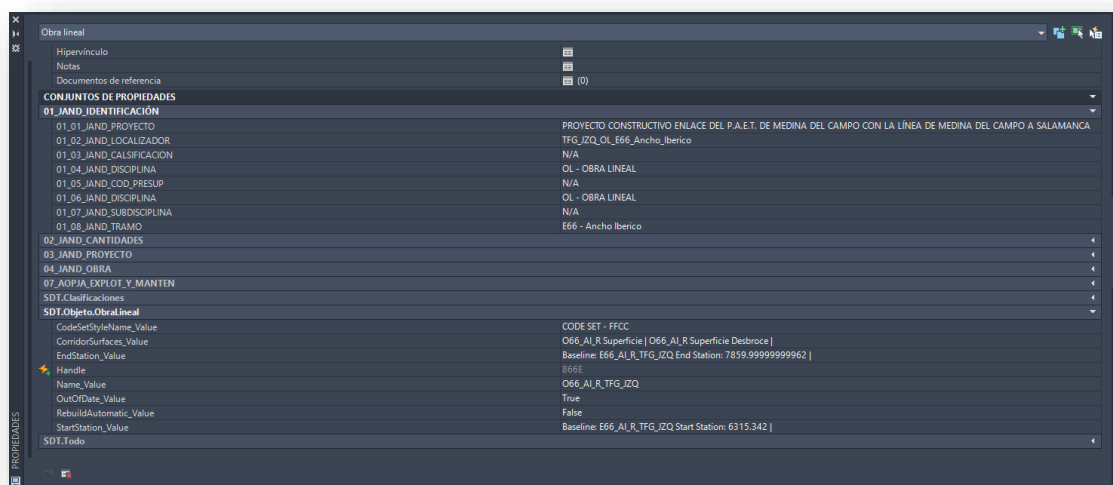 Obra lineal
Hipervínculo
Notas
Documentos de referencia (0)
CONJUNTOS DE PROPIEDADES
01_JAND_IDENTIFICACIÓN
01_01_JAND_PROYECTO PROYECTO CONSTRUCTIVO ENLACE DEL P.A.E.T. DE MEDINA DEL CAMPO CON LA LÍNEA DE MEDINA DEL CAMPO A SALAMANCA
01_02_JAND_LOCALIZADOR TFG_JZQ_OL_E66_Ancho_Iberico
01_03_JAND_CALSIFICACION N/A
01_04_JAND_DISCIPLINA OL - OBRA LINEAL
01_05_JAND_COD_PRESUP N/A
01_06_JAND_DISCIPLINA OL - OBRA LINEAL
01_07_JAND_SUBDISCIPLINA N/A
01_08_JAND_TRAMO E66 - Ancho Iberico
02_JAND_CANTIDADES
03_JAND_PROYECTO
04_JAND_OBRA
07_AOPJA_EXPLOT_Y_MANTEN
SDT.Clasificaciones
SDT.Objeto.ObraLineal
CodeSetStyleName_Value CODE SET - FFCC
CorridorSurfaces_Value O66_AI_R Superficie | O66_AI_R Superficie Desbroce |
EndStation_Value Baseline: E66_AI_R_TFG_JZQ End Station: 7859.99999999962 |
Handle 866E
Name_Value O66_AI_R_TFG_JZQ
OutOfDate_Value True
RebuildAutomatic_Value False
StartStation_Value Baseline: E66_AI_R_TFG_JZQ Start Station: 6315.342 |
SDT.Todo
PROPIEDADES